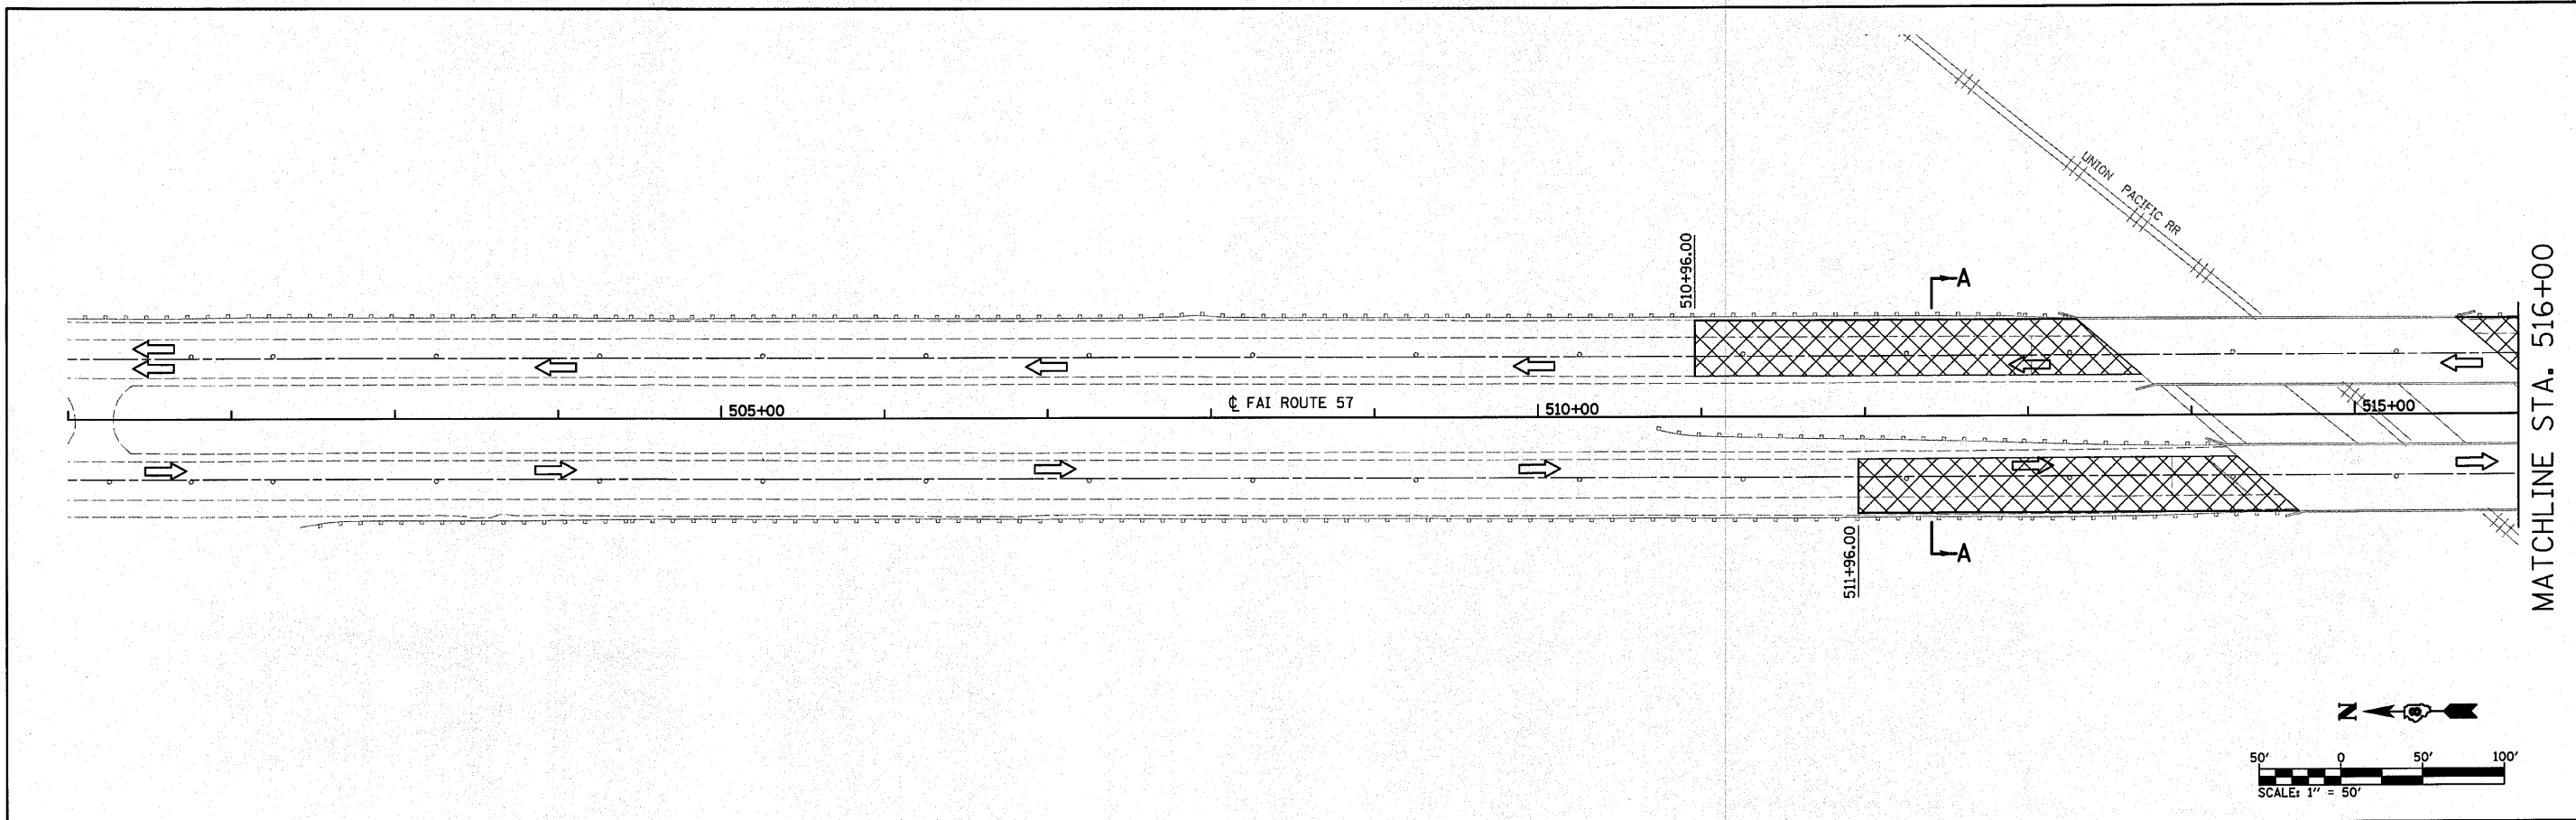 UNION PACIFIC RR
510+96.00
A
MATCHLINE STA. 516+00
℄ FAI ROUTE 57
505+00
510+00
515+00
511+96.00
A
N
50' 0 50' 100'
SCALE: 1" = 50'